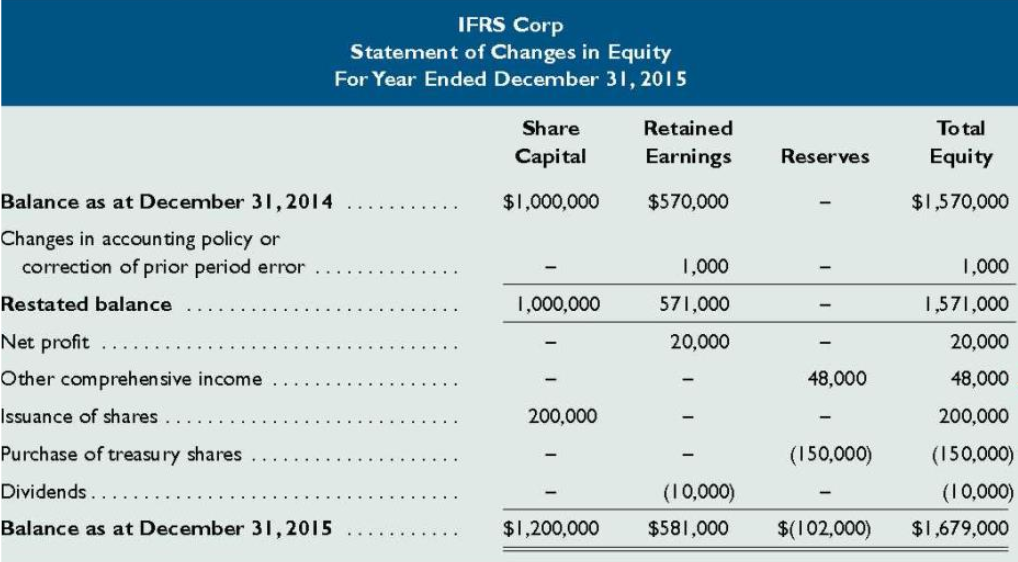 IFRS Corp
Statement of Changes in Equity
For Year Ended December 31, 2015
Share Capital Retained Earnings Reserves Total Equity
Balance as at December 31, 2014 ........... $1,000,000 $570,000 – $1,570,000
Changes in accounting policy or
correction of prior period error .............. – 1,000 – 1,000
Restated balance .......................... 1,000,000 571,000 – 1,571,000
Net profit .................................. – 20,000 – 20,000
Other comprehensive income .................. – – 48,000 48,000
Issuance of shares ............................ 200,000 – – 200,000
Purchase of treasury shares .................... – – (150,000) (150,000)
Dividends ................................... – (10,000) – (10,000)
Balance as at December 31, 2015 ........... $1,200,000 $581,000 $(102,000) $1,679,000